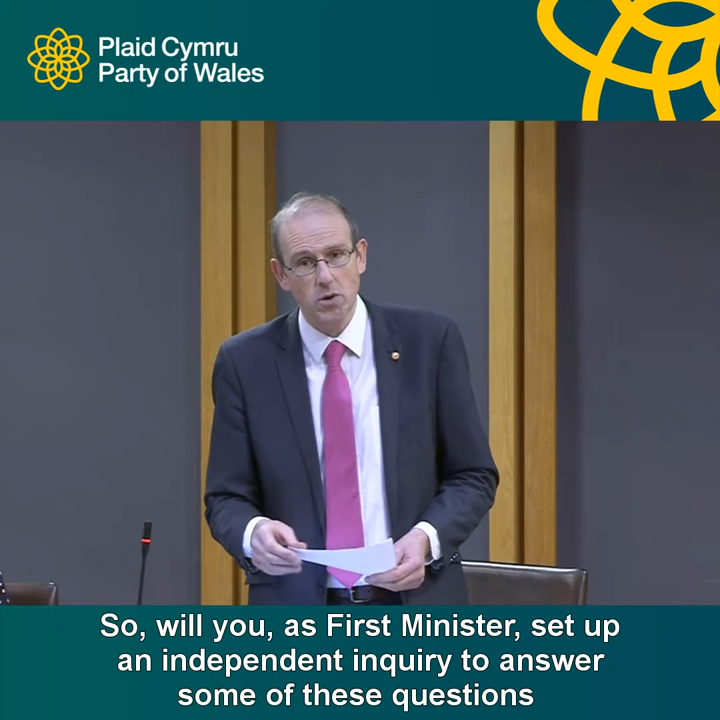 Plaid Cymru
Party of Wales
So, will you, as First Minister, set up
an independent inquiry to answer
some of these questions